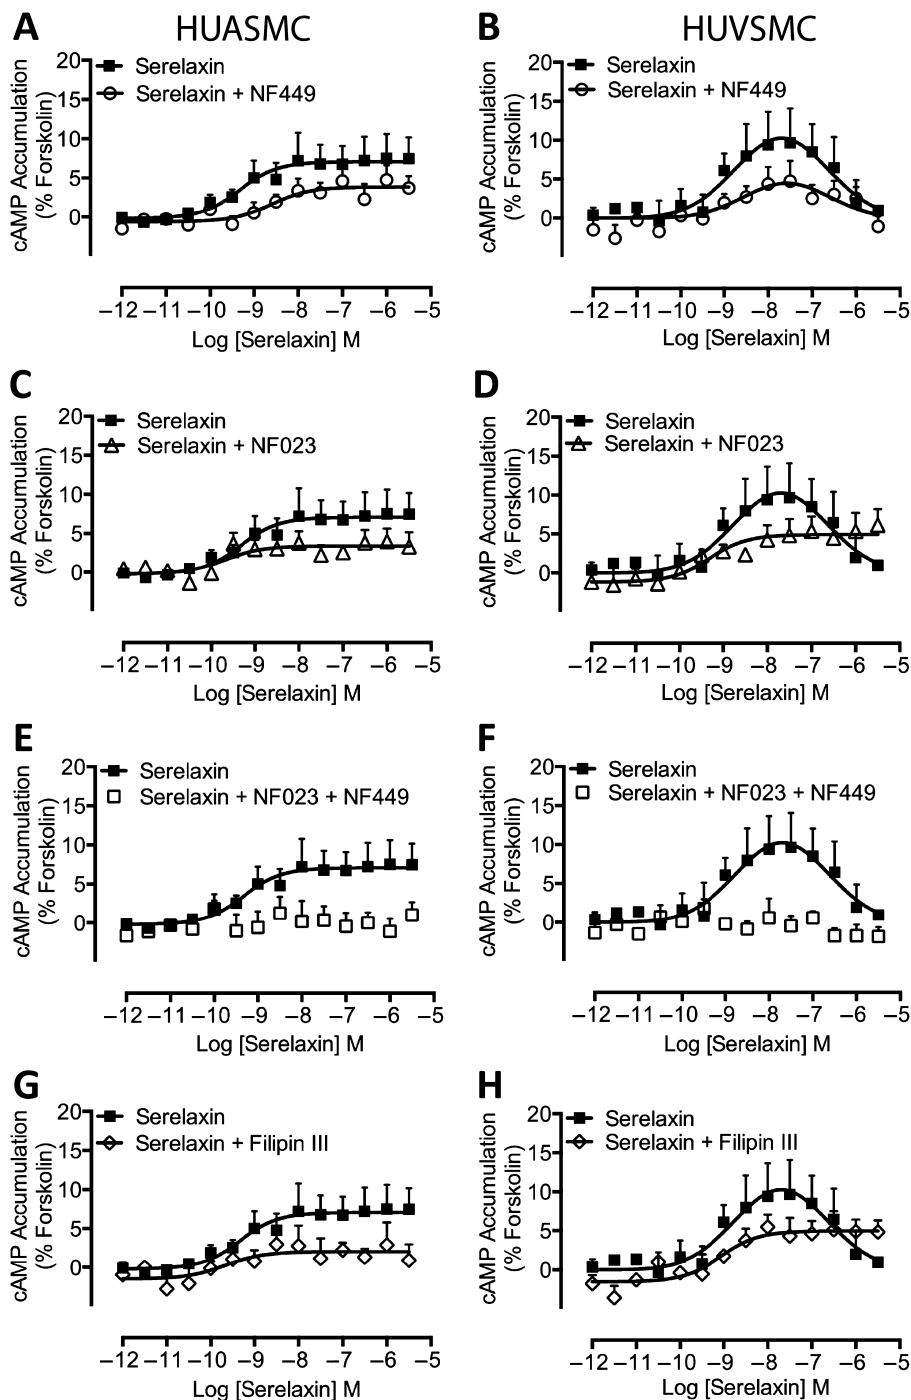 A HUASMC
20
15
10
5
0
cAMP Accumulation
(% Forskolin)
Serelaxin
Serelaxin + NF449
–12 –11 –10 –9 –8 –7 –6 –5
Log [Serelaxin] M
B HUVSMC
20
15
10
5
0
cAMP Accumulation
(% Forskolin)
Serelaxin
Serelaxin + NF449
–12 –11 –10 –9 –8 –7 –6 –5
Log [Serelaxin] M
C
20
15
10
5
0
cAMP Accumulation
(% Forskolin)
Serelaxin
Serelaxin + NF023
–12 –11 –10 –9 –8 –7 –6 –5
Log [Serelaxin] M
D
20
15
10
5
0
cAMP Accumulation
(% Forskolin)
Serelaxin
Serelaxin + NF023
–12 –11 –10 –9 –8 –7 –6 –5
Log [Serelaxin] M
E
20
15
10
5
0
cAMP Accumulation
(% Forskolin)
Serelaxin
Serelaxin + NF023 + NF449
–12 –11 –10 –9 –8 –7 –6 –5
Log [Serelaxin] M
F
20
15
10
5
0
cAMP Accumulation
(% Forskolin)
Serelaxin
Serelaxin + NF023 + NF449
–12 –11 –10 –9 –8 –7 –6 –5
Log [Serelaxin] M
G
20
15
10
5
0
cAMP Accumulation
(% Forskolin)
Serelaxin
Serelaxin + Filipin III
–12 –11 –10 –9 –8 –7 –6 –5
Log [Serelaxin] M
H
20
15
10
5
0
cAMP Accumulation
(% Forskolin)
Serelaxin
Serelaxin + Filipin III
–12 –11 –10 –9 –8 –7 –6 –5
Log [Serelaxin] M